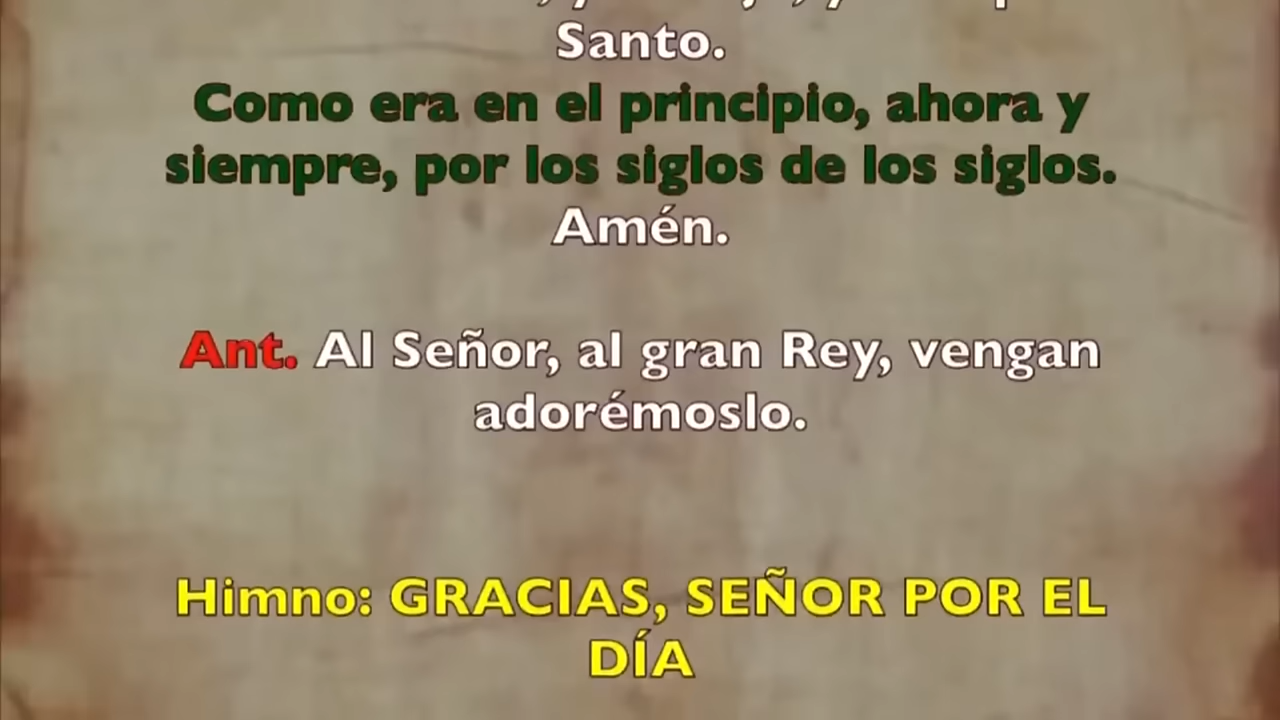 Santo.
Como era en el principio, ahora y
siempre, por los siglos de los siglos.
Amén.
Ant. Al Señor, al gran Rey, vengan
adorémoslo.
Himno: GRACIAS, SEÑOR POR EL
DÍA